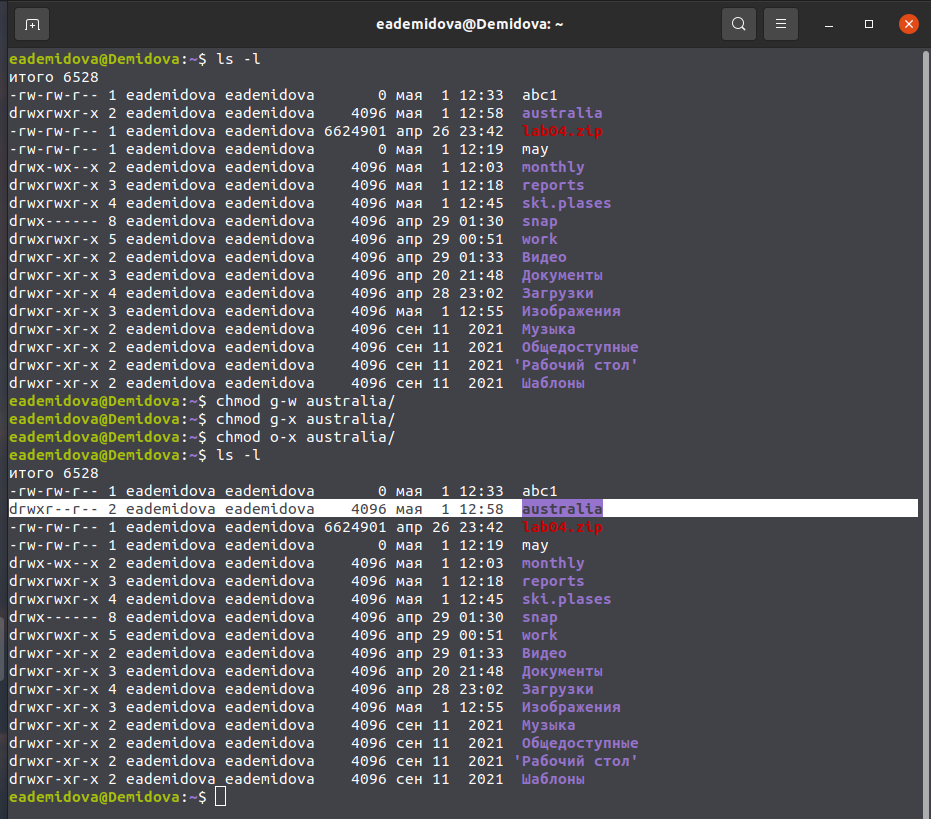 eademidova@Demidova: ~
eademidova@Demidova:~$ ls -l
итого 6528
-rw-rw-r-- 1 eademidova eademidova       0 мая  1 12:33  abc1
drwxrwxr-x 2 eademidova eademidova    4096 мая  1 12:58  australia
-rw-rw-r-- 1 eademidova eademidova 6624901 апр 26 23:42  lab04.zip
-rw-rw-r-- 1 eademidova eademidova       0 мая  1 12:19  may
drwx-wx--x 2 eademidova eademidova    4096 мая  1 12:03  monthly
drwxrwxr-x 3 eademidova eademidova    4096 мая  1 12:18  reports
drwxrwxr-x 4 eademidova eademidova    4096 мая  1 12:45  ski.plases
drwx------ 8 eademidova eademidova    4096 апр 29 01:30  snap
drwxrwxr-x 5 eademidova eademidova    4096 апр 29 00:51  work
drwxr-xr-x 2 eademidova eademidova    4096 апр 29 01:33  Видео
drwxr-xr-x 3 eademidova eademidova    4096 апр 20 21:48  Документы
drwxr-xr-x 4 eademidova eademidova    4096 апр 28 23:02  Загрузки
drwxr-xr-x 3 eademidova eademidova    4096 мая  1 12:55  Изображения
drwxr-xr-x 2 eademidova eademidova    4096 сен 11  2021  Музыка
drwxr-xr-x 2 eademidova eademidova    4096 сен 11  2021  Общедоступные
drwxr-xr-x 2 eademidova eademidova    4096 сен 11  2021 'Рабочий стол'
drwxr-xr-x 2 eademidova eademidova    4096 сен 11  2021  Шаблоны
eademidova@Demidova:~$ chmod g-w australia/
eademidova@Demidova:~$ chmod g-x australia/
eademidova@Demidova:~$ chmod o-x australia/
eademidova@Demidova:~$ ls -l
итого 6528
-rw-rw-r-- 1 eademidova eademidova       0 мая  1 12:33  abc1
drwxr--r-- 2 eademidova eademidova    4096 мая  1 12:58  australia
-rw-rw-r-- 1 eademidova eademidova 6624901 апр 26 23:42  lab04.zip
-rw-rw-r-- 1 eademidova eademidova       0 мая  1 12:19  may
drwx-wx--x 2 eademidova eademidova    4096 мая  1 12:03  monthly
drwxrwxr-x 3 eademidova eademidova    4096 мая  1 12:18  reports
drwxrwxr-x 4 eademidova eademidova    4096 мая  1 12:45  ski.plases
drwx------ 8 eademidova eademidova    4096 апр 29 01:30  snap
drwxrwxr-x 5 eademidova eademidova    4096 апр 29 00:51  work
drwxr-xr-x 2 eademidova eademidova    4096 апр 29 01:33  Видео
drwxr-xr-x 3 eademidova eademidova    4096 апр 20 21:48  Документы
drwxr-xr-x 4 eademidova eademidova    4096 апр 28 23:02  Загрузки
drwxr-xr-x 3 eademidova eademidova    4096 мая  1 12:55  Изображения
drwxr-xr-x 2 eademidova eademidova    4096 сен 11  2021  Музыка
drwxr-xr-x 2 eademidova eademidova    4096 сен 11  2021  Общедоступные
drwxr-xr-x 2 eademidova eademidova    4096 сен 11  2021 'Рабочий стол'
drwxr-xr-x 2 eademidova eademidova    4096 сен 11  2021  Шаблоны
eademidova@Demidova:~$